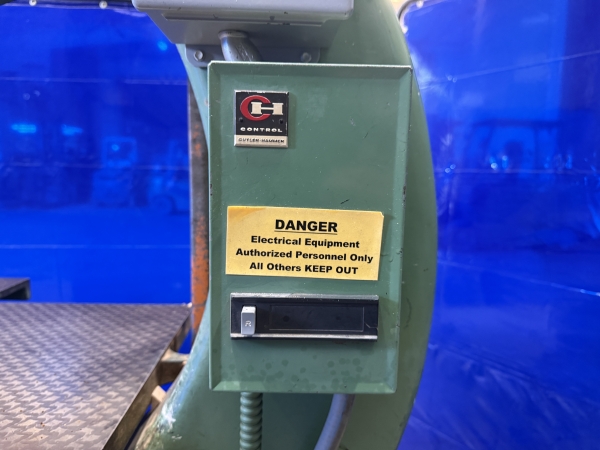 CH
CONTROL
CUTLER-HAMMER
DANGER
Electrical Equipment
Authorized Personnel Only
All Others KEEP OUT
R